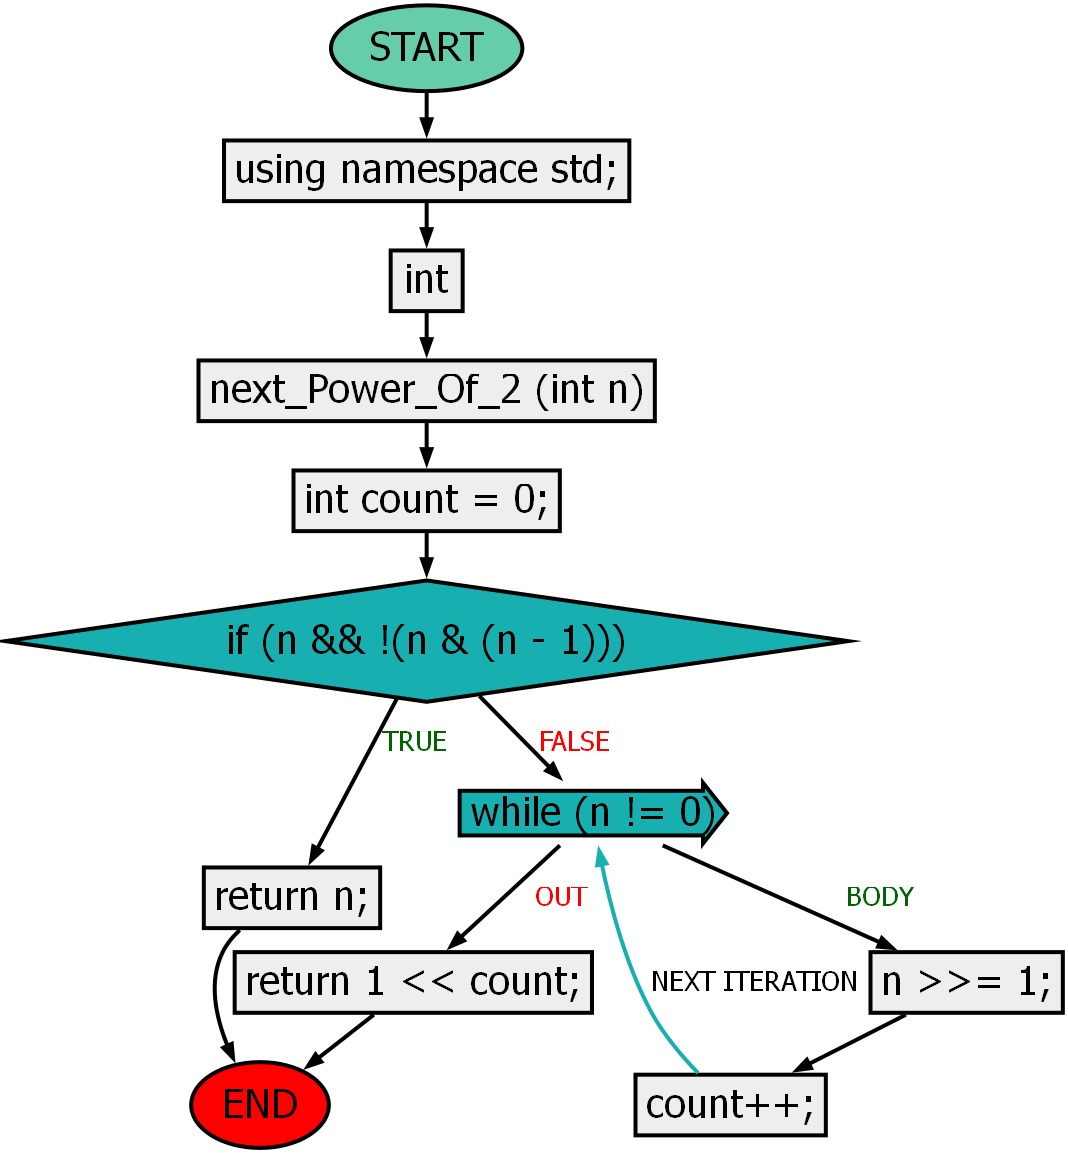 START
using namespace std;
int
next_Power_Of_2 (int n)
int count = 0;
if (n && !(n & (n - 1)))
TRUE
FALSE
while (n != 0)
return n;
OUT
BODY
return 1 << count;
NEXT ITERATION
n >>= 1;
END
count++;